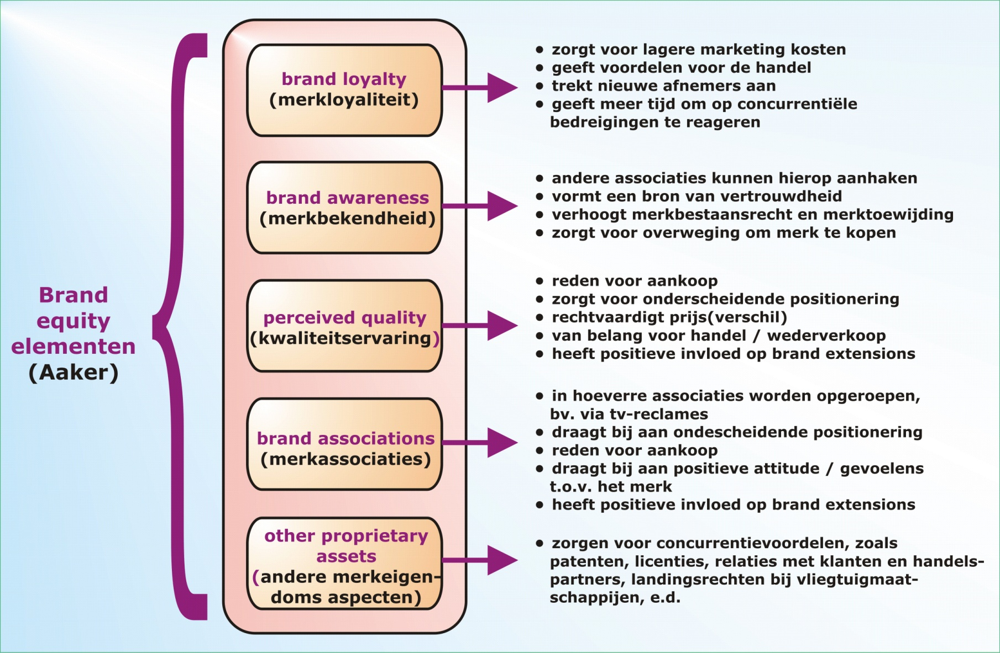 Brand
equity
elementen
(Aaker)
brand loyalty
(merkloyaliteit)
• zorgt voor lagere marketing kosten
• geeft voordelen voor de handel
• trekt nieuwe afnemers aan
• geeft meer tijd om op concurrentiële
bedreigingen te reageren
brand awareness
(merkbekendheid)
• andere associaties kunnen hierop aanhaken
• vormt een bron van vertrouwdheid
• verhoogt merkbestaansrecht en merktoewijding
• zorgt voor overweging om merk te kopen
perceived quality
(kwaliteitservaring)
• reden voor aankoop
• zorgt voor onderscheidende positionering
• rechtvaardigt prijs(verschil)
• van belang voor handel / wederverkoop
• heeft positieve invloed op brand extensions
brand associations
(merkassociaties)
• in hoeverre associaties worden opgeroepen,
bv. via tv-reclames
• draagt bij aan ondescheidende positionering
• reden voor aankoop
• draagt bij aan positieve attitude / gevoelens
t.o.v. het merk
• heeft positieve invloed op brand extensions
other proprietary
assets
(andere merkeigen-
doms aspecten)
• zorgen voor concurrentievoordelen, zoals
patenten, licenties, relaties met klanten en handels-
partners, landingsrechten bij vliegtuigmaat-
schappijen, e.d.